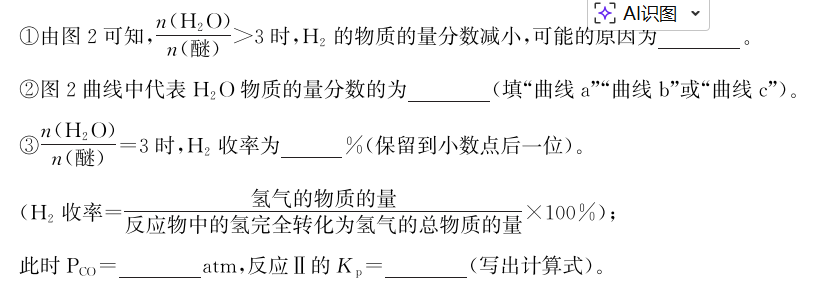 AI识图
①由图 2 可知,n(H₂O)/n(醚)>3 时,H₂ 的物质的量分数减小,可能的原因为________。
②图 2 曲线中代表 H₂O 物质的量分数的为________(填“曲线 a”“曲线 b”或“曲线 c”)。
③n(H₂O)/n(醚)=3 时,H₂ 收率为______%(保留到小数点后一位)。
(H₂ 收率=氢气的物质的量/反应物中的氢完全转化为氢气的总物质的量×100%);
此时 P_CO=________atm,反应Ⅱ的 Kₚ=________(写出计算式)。